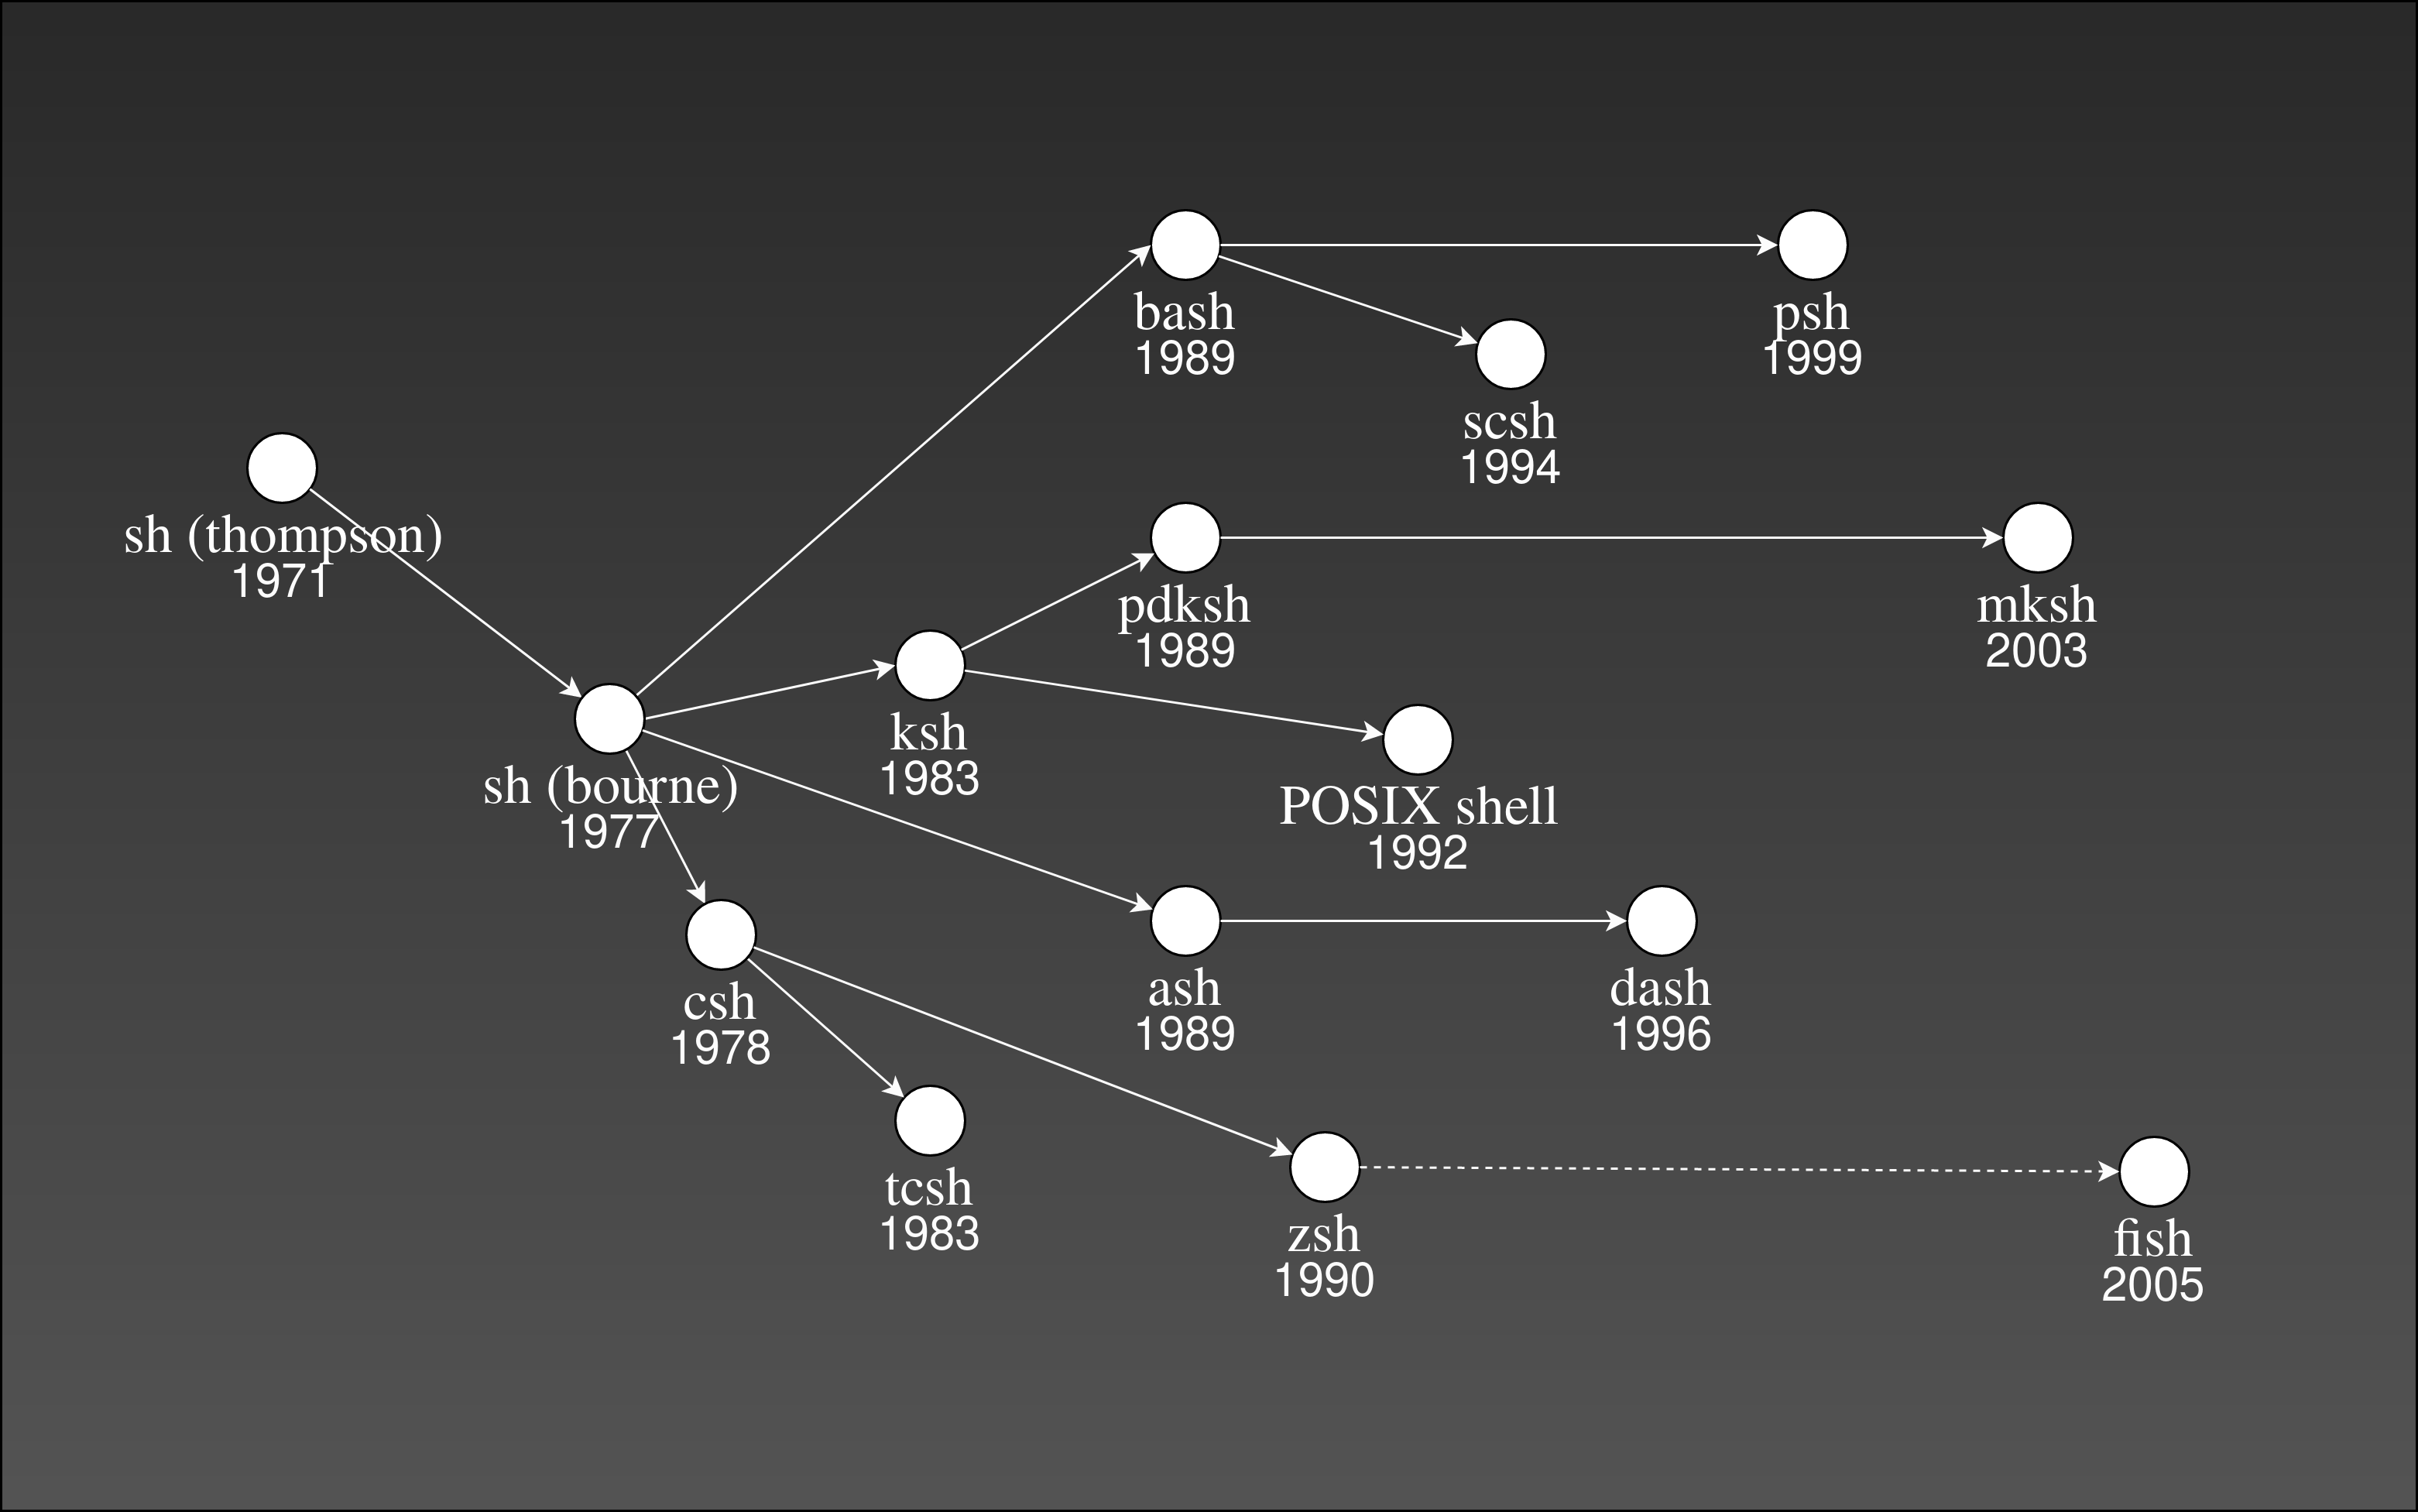 bash
1989
psh
1999
scsh
1994
sh (thompson)
1971
pdksh
1989
mksh
2003
ksh
1983
sh (bourne)
1977
POSIX shell
1992
csh
1978
ash
1989
dash
1996
tcsh
1983
zsh
1990
fish
2005